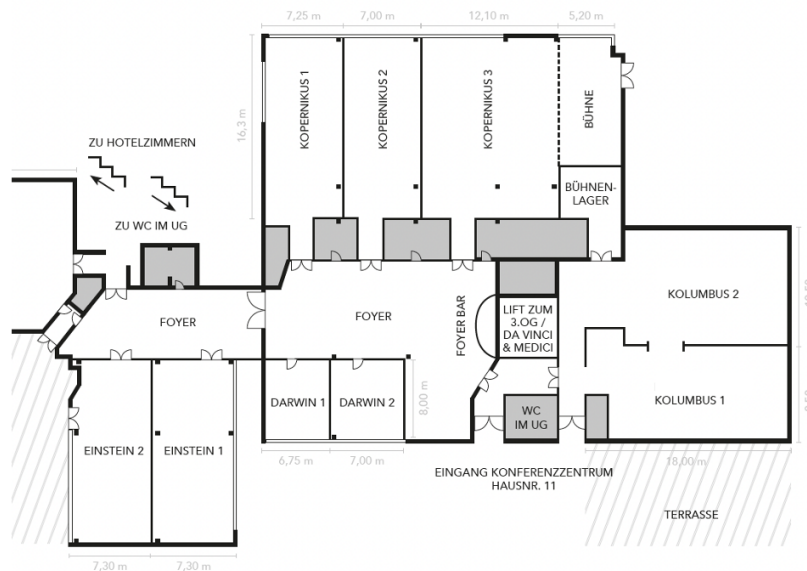 7,25 m
7,00 m
12,10 m
5,20 m
16,3 m
KOPERNIKUS 1
KOPERNIKUS 2
KOPERNIKUS 3
BÜHNE
BÜHNEN-
LAGER
ZU HOTELZIMMERN
ZU WC IM UG
FOYER
FOYER
FOYER BAR
LIFT ZUM
3.OG /
DA VINCI
& MEDICI
KOLUMBUS 2
KOLUMBUS 1
DARWIN 1
DARWIN 2
8,00 m
WC
IM UG
EINSTEIN 2
EINSTEIN 1
6,75 m
7,00 m
18,00 m
EINGANG KONFERENZZENTRUM
HAUSNR. 11
TERRASSE
7,30 m
7,30 m